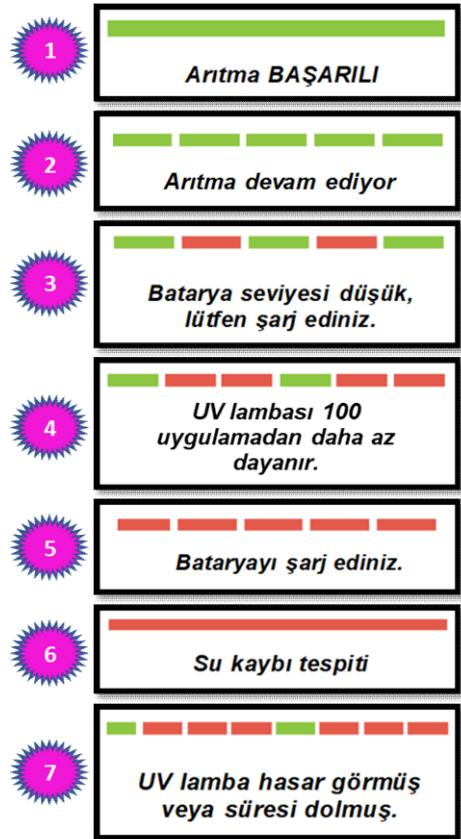 1
Arıtma BAŞARILI
2
Arıtma devam ediyor
3
Batarya seviyesi düşük,
lütfen şarj ediniz.
4
UV lambası 100
uygulamadan daha az
dayanır.
5
Bataryayı şarj ediniz.
6
Su kaybı tespiti
7
UV lamba hasar görmüş
veya süresi dolmuş.